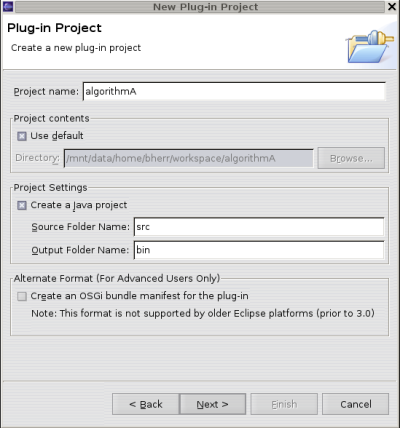 New Plug-in Project
Plug-in Project
Create a new plug-in project
Project name: algorithmA
Project contents
Use default
Directory: /mnt/data/home/bherr/workspace/algorithmA Browse...
Project Settings
Create a Java project
Source Folder Name: src
Output Folder Name: bin
Alternate Format (For Advanced Users Only)
Create an OSGi bundle manifest for the plug-in
Note: This format is not supported by older Eclipse platforms (prior to 3.0)
< Back Next > Finish Cancel